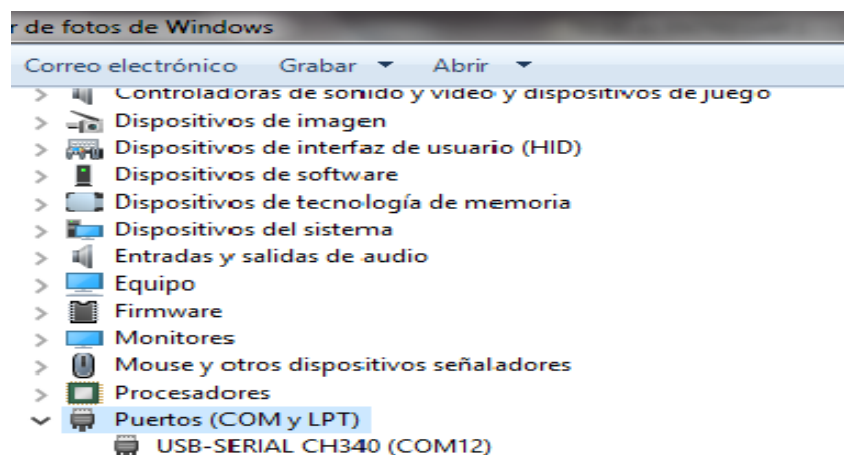 r de fotos de Windows
Correo electrónico Grabar Abrir
Controladoras de sonido y video y dispositivos de juego
Dispositivos de imagen
Dispositivos de interfaz de usuario (HID)
Dispositivos de software
Dispositivos de tecnología de memoria
Dispositivos del sistema
Entradas y salidas de audio
Equipo
Firmware
Monitores
Mouse y otros dispositivos señaladores
Procesadores
Puertos (COM y LPT)
USB-SERIAL CH340 (COM12)